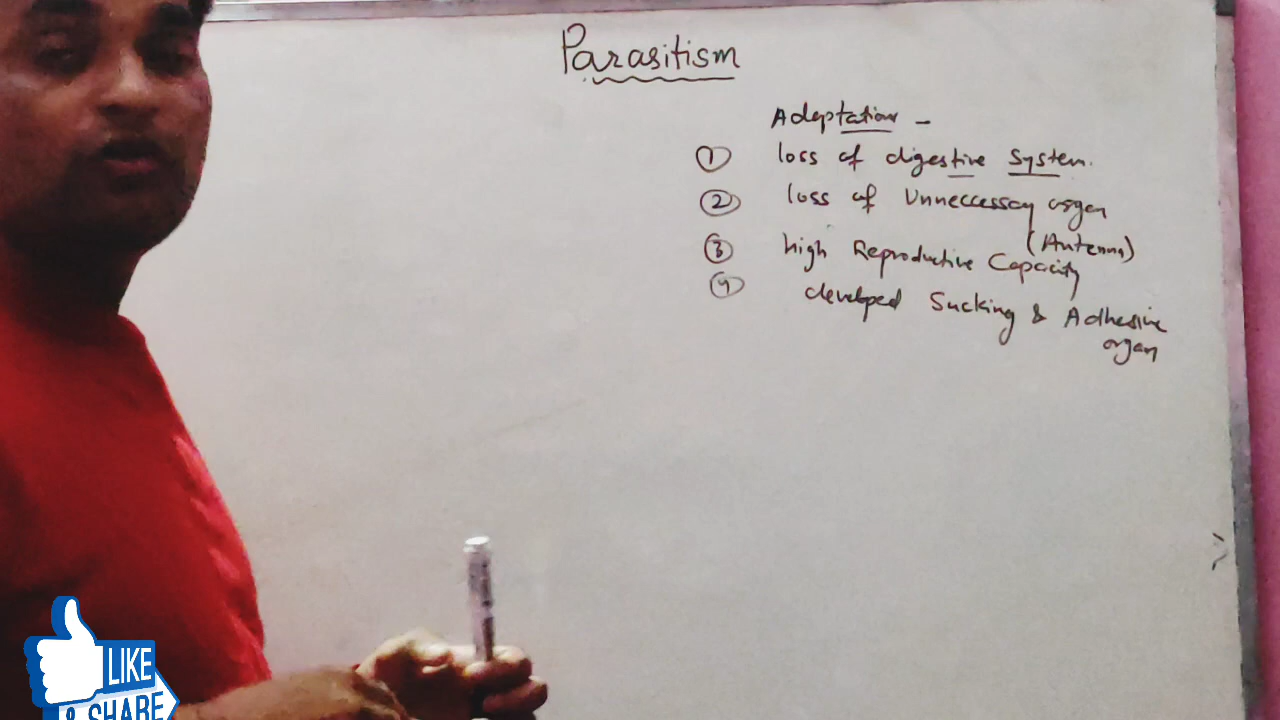 Parasitism
Adaptation -
① loss of digestive System.
② loss of Unneccessary organ
(Antenna)
③ high Reproductive Capacity
④ developed Sucking & Adhesive
organ
LIKE
& SHARE